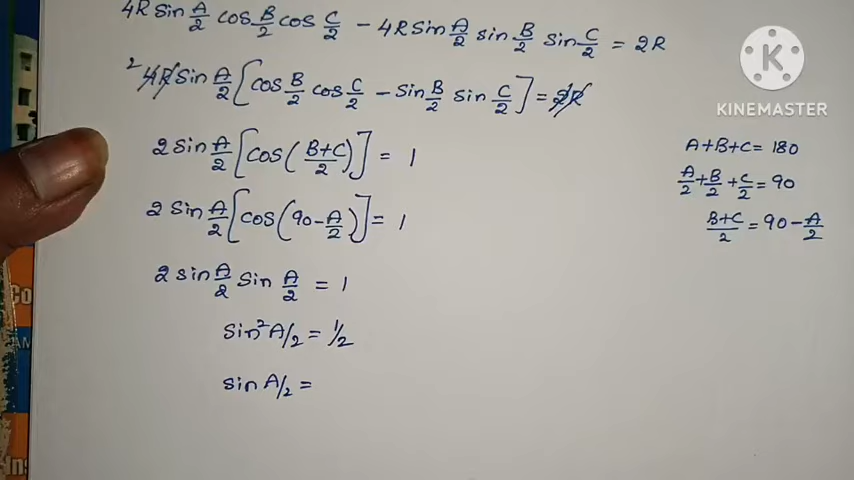 4R sin A/2 cos B/2 cos C/2 - 4R sin A/2 sin B/2 sin C/2 = 2R
2 4R sin A/2 [cos B/2 cos C/2 - sin B/2 sin C/2] = 2R
2 sin A/2 [cos (B+C/2)] = 1
2 sin A/2 [cos (90 - A/2)] = 1
2 sin A/2 sin A/2 = 1
sin² A/2 = 1/2
sin A/2 =
A+B+C = 180
A/2 + B/2 + C/2 = 90
B+C/2 = 90 - A/2
K
KINEMASTER